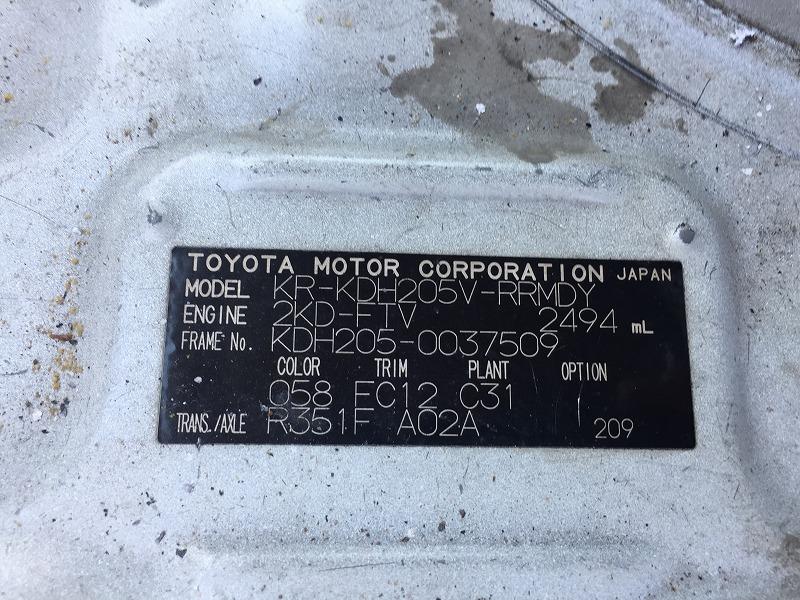 TOYOTA MOTOR CORPORATION JAPAN
MODEL KR-KDH205V-RRMDY
ENGINE 2KD-FTV 2494 mL
FRAME No. KDH205-0037509
COLOR TRIM PLANT OPTION
058 FC12 C31
TRANS./AXLE R351F A02A 209